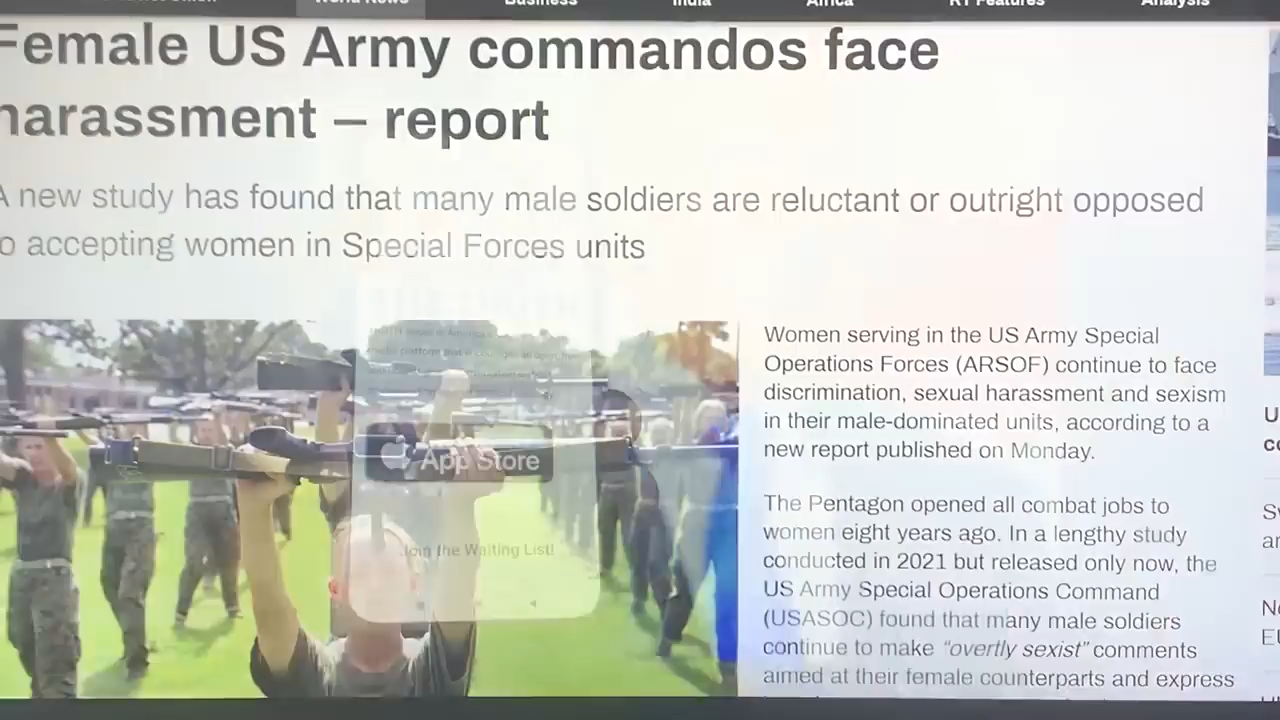 World News Business India Africa RT Features Analysis
Female US Army commandos face
harassment – report
A new study has found that many male soldiers are reluctant or outright opposed
to accepting women in Special Forces units
Women serving in the US Army Special
Operations Forces (ARSOF) continue to face
discrimination, sexual harassment and sexism
in their male-dominated units, according to a
new report published on Monday.
The Pentagon opened all combat jobs to
women eight years ago. In a lengthy study
conducted in 2021 but released only now, the
US Army Special Operations Command
(USASOC) found that many male soldiers
continue to make “overtly sexist” comments
aimed at their female counterparts and express
App Store
Join the Waiting List!